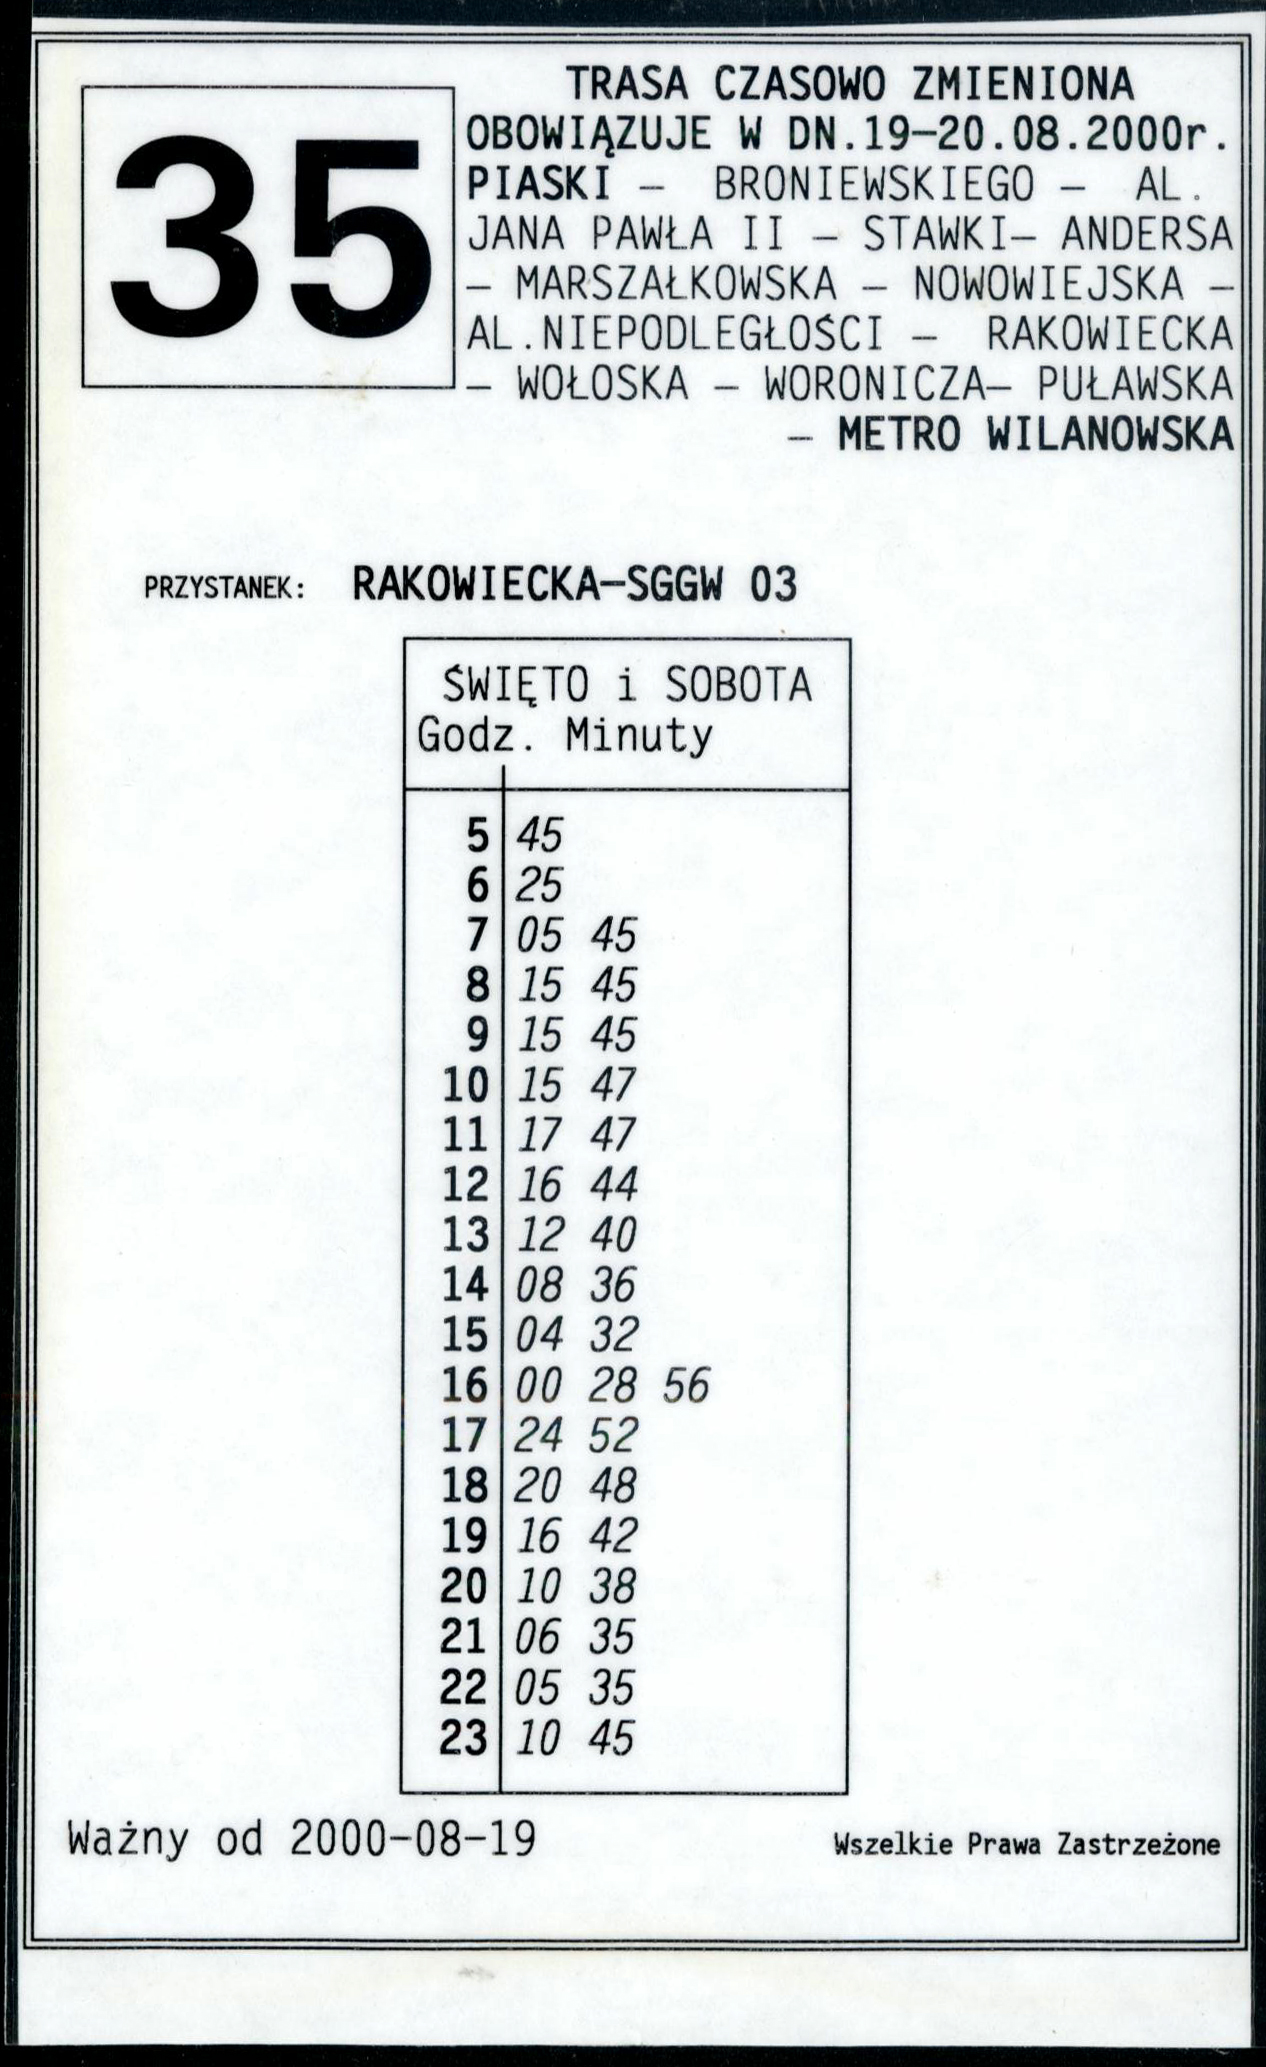 35
TRASA CZASOWO ZMIENIONA
OBOWIĄZUJE W DN.19-20.08.2000r.
PIASKI - BRONIEWSKIEGO - AL.
JANA PAWŁA II - STAWKI- ANDERSA
- MARSZAŁKOWSKA - NOWOWIEJSKA -
AL.NIEPODLEGŁOŚCI - RAKOWIECKA
- WOŁOSKA - WORONICZA- PUŁAWSKA
- METRO WILANOWSKA
PRZYSTANEK: RAKOWIECKA-SGGW 03
ŚWIĘTO i SOBOTA
Godz. Minuty
5 45
6 25
7 05 45
8 15 45
9 15 45
10 15 47
11 17 47
12 16 44
13 12 40
14 08 36
15 04 32
16 00 28 56
17 24 52
18 20 48
19 16 42
20 10 38
21 06 35
22 05 35
23 10 45
Ważny od 2000-08-19
Wszelkie Prawa Zastrzeżone